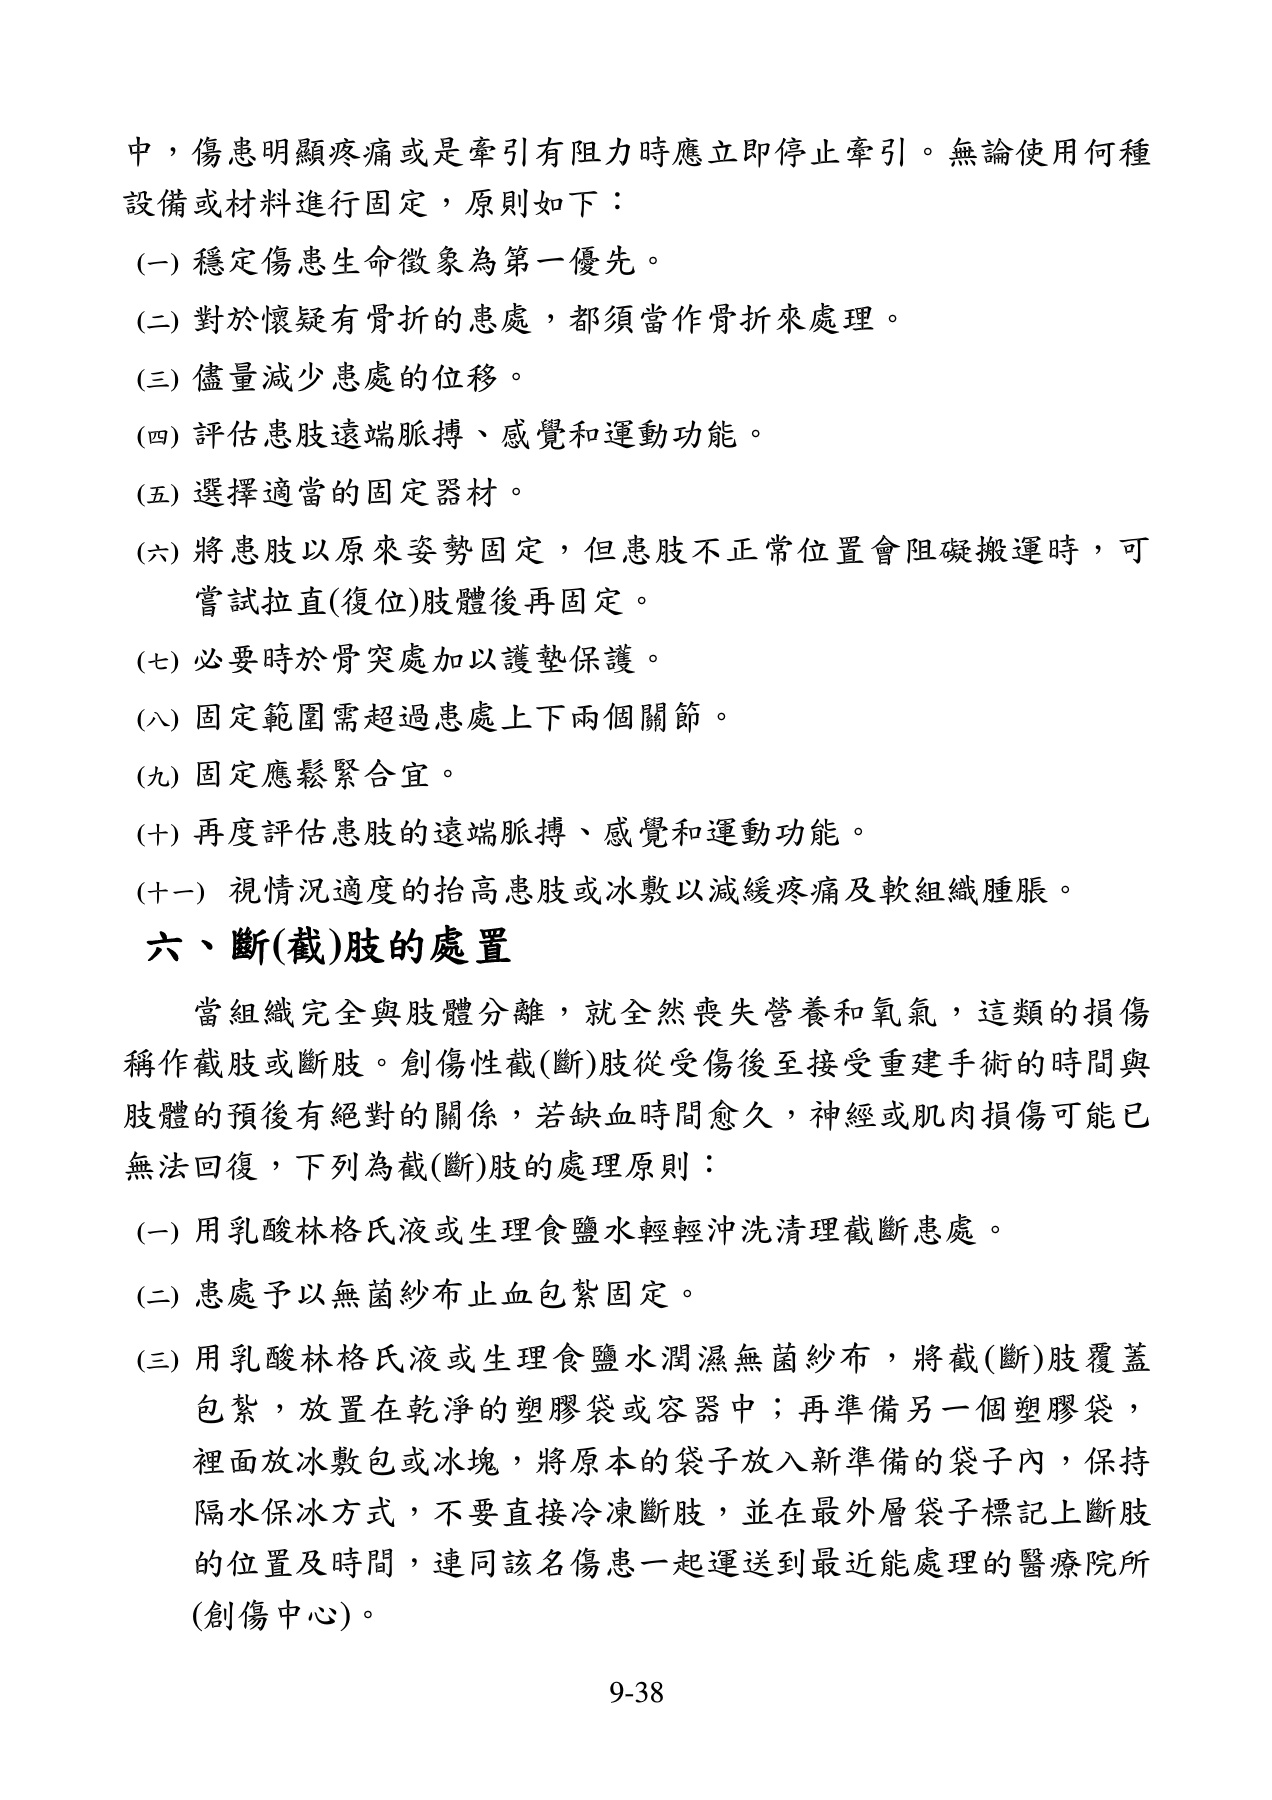 中，傷患明顯疼痛或是牽引有阻力時應立即停止牽引。無論使用何種
設備或材料進行固定，原則如下：
(一) 穩定傷患生命徵象為第一優先。
(二) 對於懷疑有骨折的患處，都須當作骨折來處理。
(三) 儘量減少患處的位移。
(四) 評估患肢遠端脈搏、感覺和運動功能。
(五) 選擇適當的固定器材。
(六) 將患肢以原來姿勢固定，但患肢不正常位置會阻礙搬運時，可
嘗試拉直(復位)肢體後再固定。
(七) 必要時於骨突處加以護墊保護。
(八) 固定範圍需超過患處上下兩個關節。
(九) 固定應鬆緊合宜。
(十) 再度評估患肢的遠端脈搏、感覺和運動功能。
(十一) 視情況適度的抬高患肢或冰敷以減緩疼痛及軟組織腫脹。
六、斷(截)肢的處置
當組織完全與肢體分離，就全然喪失營養和氧氣，這類的損傷
稱作截肢或斷肢。創傷性截(斷)肢從受傷後至接受重建手術的時間與
肢體的預後有絕對的關係，若缺血時間愈久，神經或肌肉損傷可能已
無法回復，下列為截(斷)肢的處理原則：
(一) 用乳酸林格氏液或生理食鹽水輕輕沖洗清理截斷患處。
(二) 患處予以無菌紗布止血包紮固定。
(三) 用乳酸林格氏液或生理食鹽水潤濕無菌紗布，將截(斷)肢覆蓋
包紮，放置在乾淨的塑膠袋或容器中；再準備另一個塑膠袋，
裡面放冰敷包或冰塊，將原本的袋子放入新準備的袋子內，保持
隔水保冰方式，不要直接冷凍斷肢，並在最外層袋子標記上斷肢
的位置及時間，連同該名傷患一起運送到最近能處理的醫療院所
(創傷中心)。
9-38